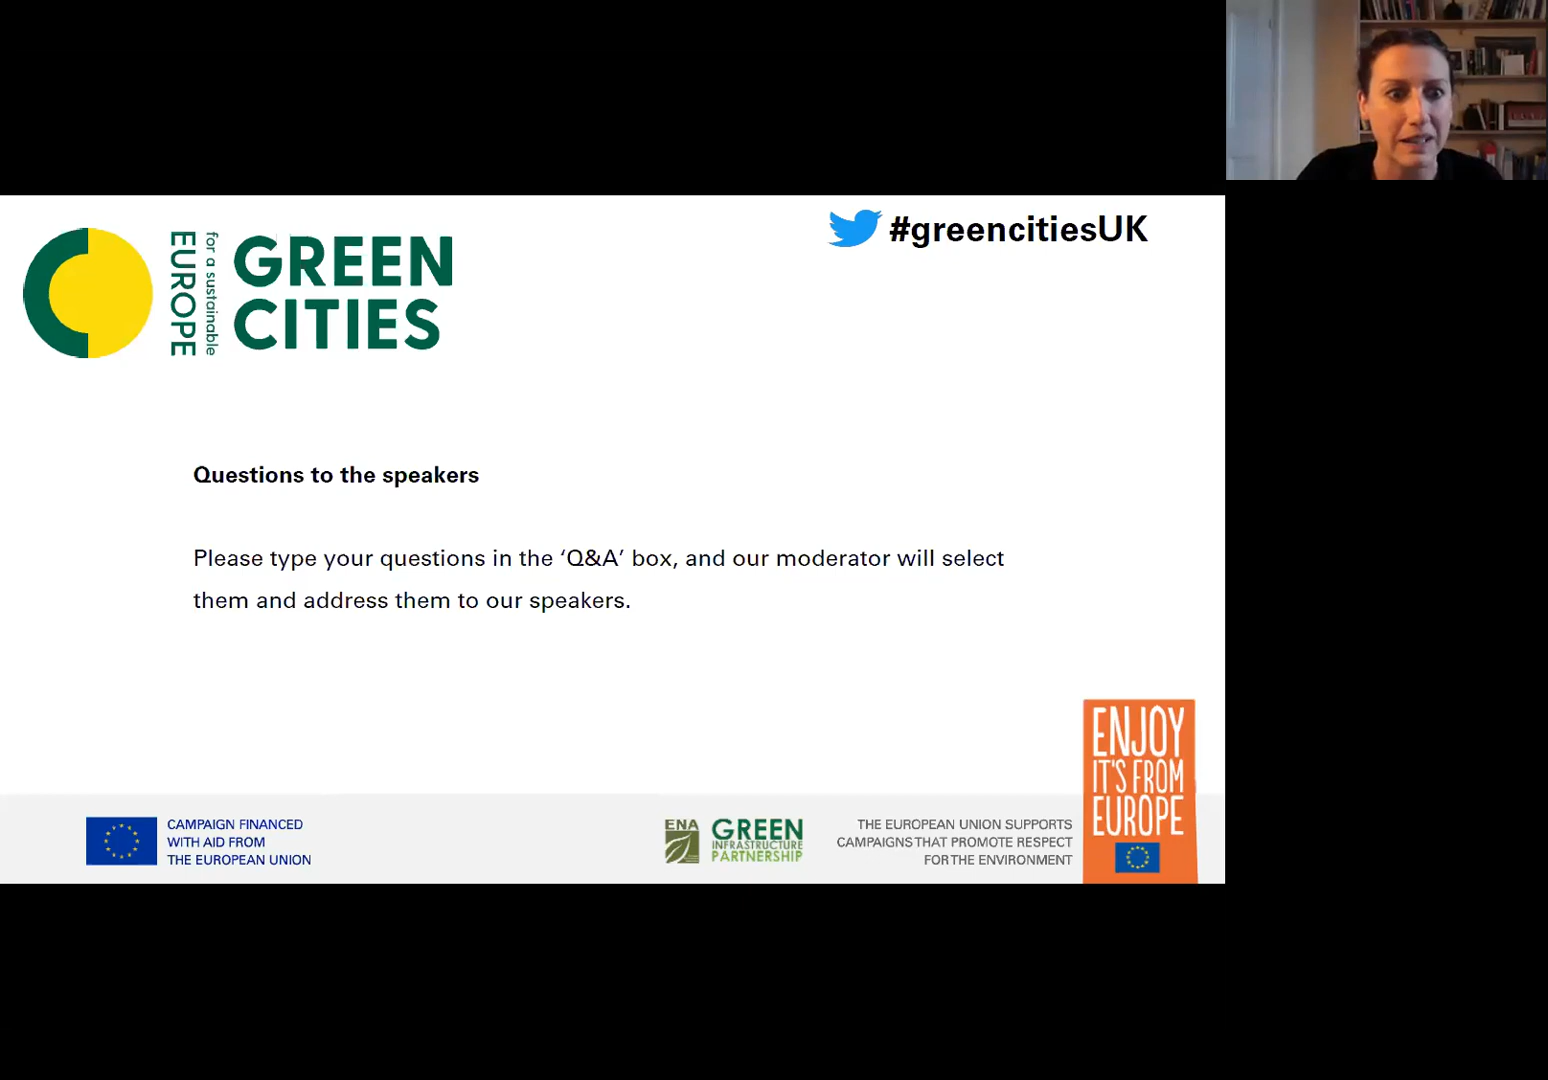 #greencitiesUK
GREEN
CITIES
for a sustainable
EUROPE
Questions to the speakers
Please type your questions in the ‘Q&A’ box, and our moderator will select
them and address them to our speakers.
CAMPAIGN FINANCED
WITH AID FROM
THE EUROPEAN UNION
ENA
GREEN
INFRASTRUCTURE
PARTNERSHIP
THE EUROPEAN UNION SUPPORTS
CAMPAIGNS THAT PROMOTE RESPECT
FOR THE ENVIRONMENT
ENJOY
IT'S FROM
EUROPE